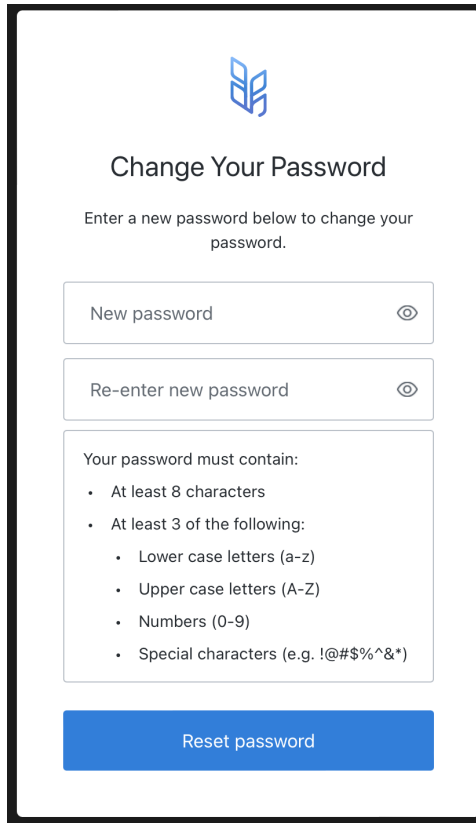 Change Your Password
Enter a new password below to change your
password.
New password
Re-enter new password
Your password must contain:
• At least 8 characters
• At least 3 of the following:
• Lower case letters (a-z)
• Upper case letters (A-Z)
• Numbers (0-9)
• Special characters (e.g. !@#$%^&*)
Reset password